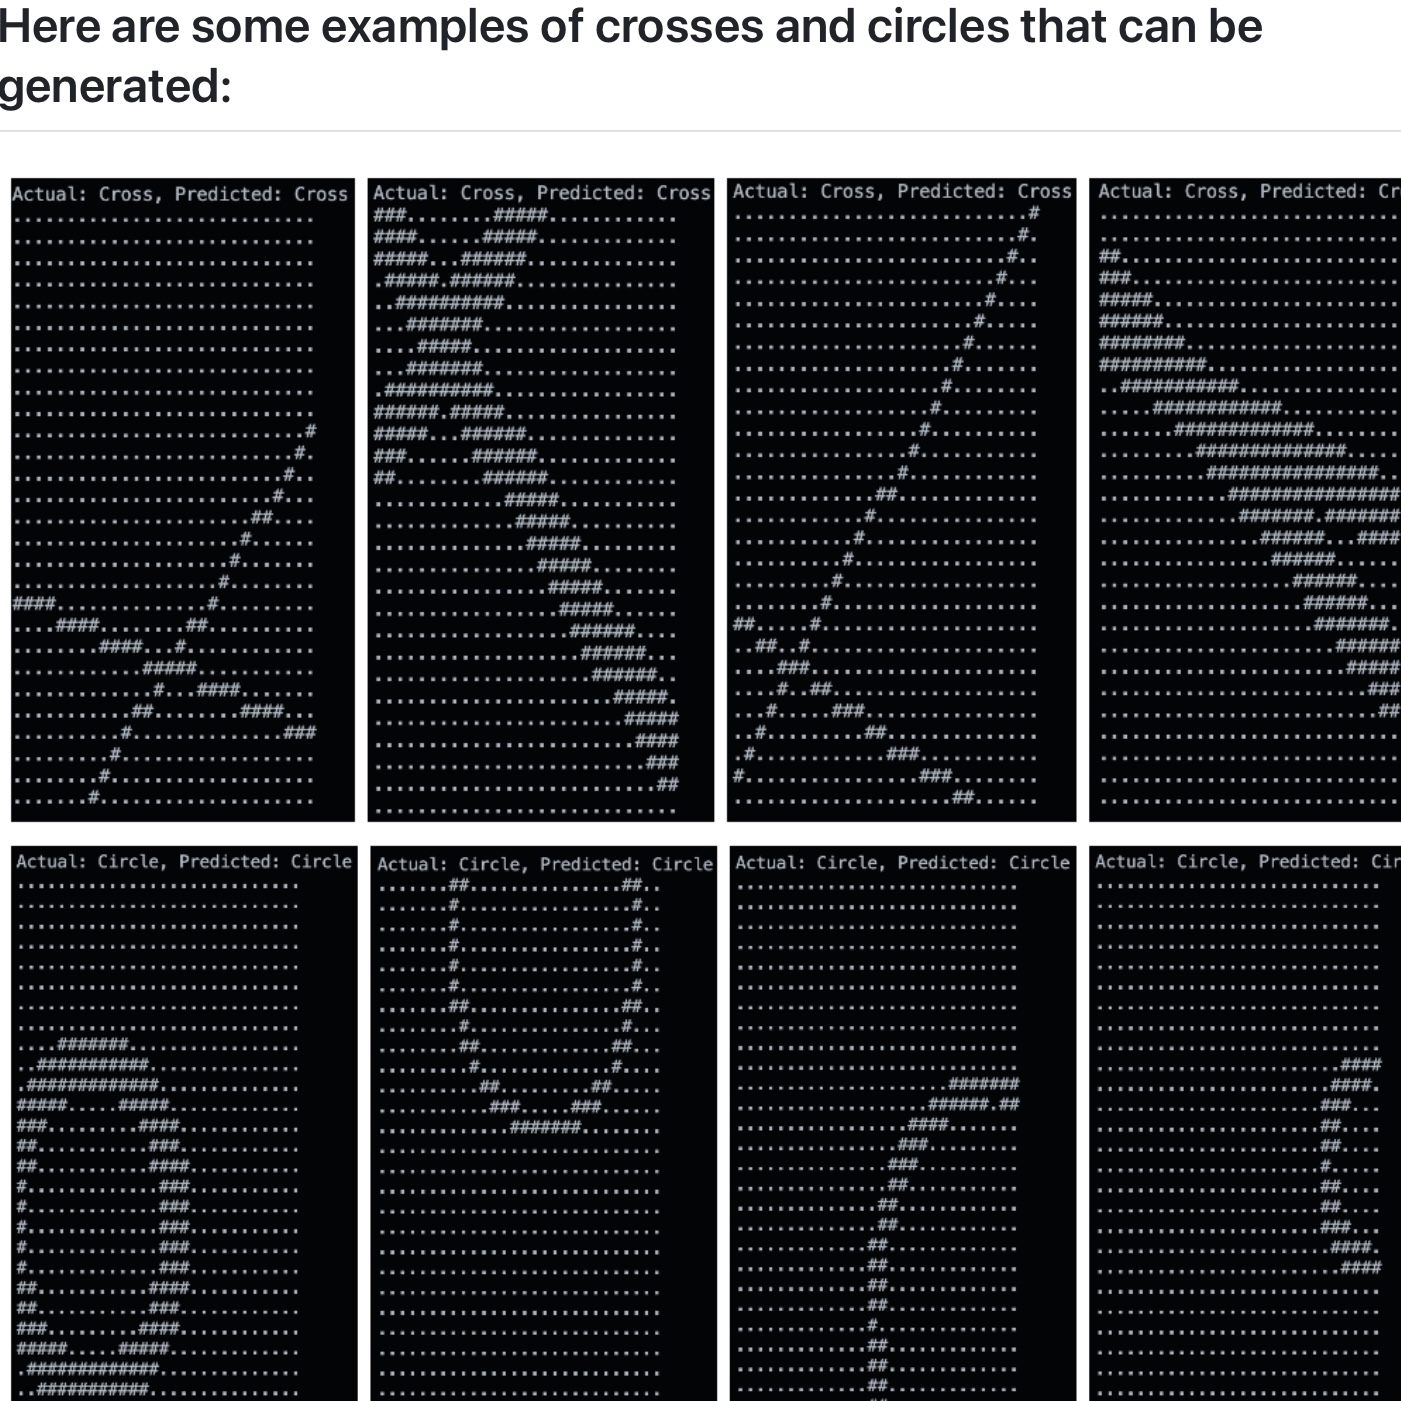 Here are some examples of crosses and circles that can be
generated:
Actual: Cross, Predicted: Cross
Actual: Cross, Predicted: Cross
Actual: Cross, Predicted: Cross
Actual: Cross, Predicted: Cr
Actual: Circle, Predicted: Circle
Actual: Circle, Predicted: Circle
Actual: Circle, Predicted: Circle
Actual: Circle, Predicted: Cir